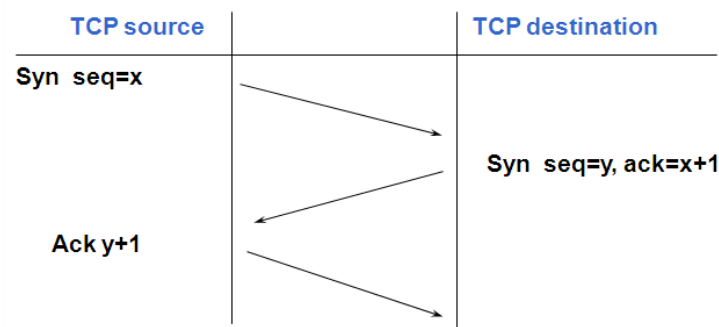 TCP source
TCP destination
Syn seq=x
Syn seq=y, ack=x+1
Ack y+1